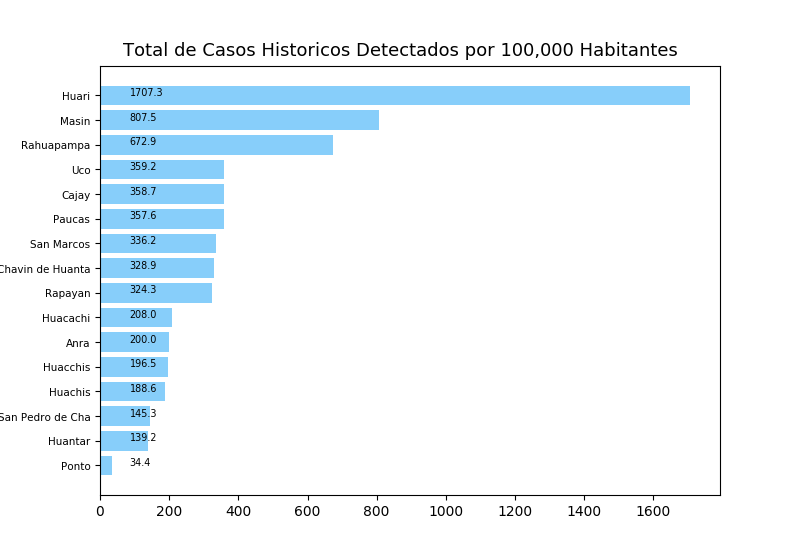 Total de Casos Historicos Detectados por 100,000 Habitantes
Huari 1707.3
Masin 807.5
Rahuapampa 672.9
Uco 359.2
Cajay 358.7
Paucas 357.6
San Marcos 336.2
Chavin de Huanta 328.9
Rapayan 324.3
Huacachi 208.0
Anra 200.0
Huacchis 196.5
Huachis 188.6
San Pedro de Cha 145.3
Huantar 139.2
Ponto 34.4
0 200 400 600 800 1000 1200 1400 1600